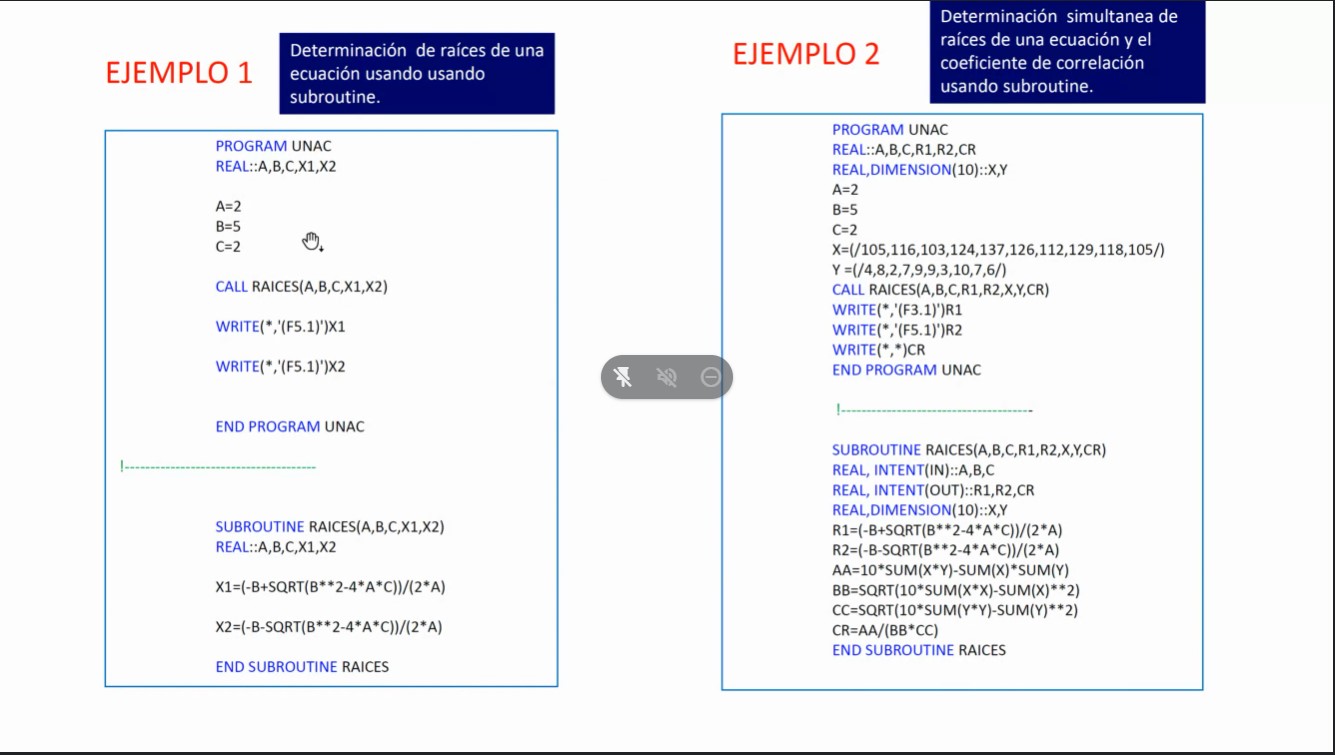 EJEMPLO 1
Determinación de raíces de una
ecuación usando usando
subroutine.
PROGRAM UNAC
REAL::A,B,C,X1,X2
A=2
B=5
C=2
CALL RAICES(A,B,C,X1,X2)
WRITE(*,'(F5.1)')X1
WRITE(*,'(F5.1)')X2
END PROGRAM UNAC
!-------------------------------------
SUBROUTINE RAICES(A,B,C,X1,X2)
REAL::A,B,C,X1,X2
X1=(-B+SQRT(B**2-4*A*C))/(2*A)
X2=(-B-SQRT(B**2-4*A*C))/(2*A)
END SUBROUTINE RAICES
EJEMPLO 2
Determinación simultanea de
raíces de una ecuación y el
coeficiente de correlación
usando subroutine.
PROGRAM UNAC
REAL::A,B,C,R1,R2,CR
REAL,DIMENSION(10)::X,Y
A=2
B=5
C=2
X=(/105,116,103,124,137,126,112,129,118,105/)
Y =(/4,8,2,7,9,9,3,10,7,6/)
CALL RAICES(A,B,C,R1,R2,X,Y,CR)
WRITE(*,'(F3.1)')R1
WRITE(*,'(F5.1)')R2
WRITE(*,*)CR
END PROGRAM UNAC
!-------------------------------------
SUBROUTINE RAICES(A,B,C,R1,R2,X,Y,CR)
REAL, INTENT(IN)::A,B,C
REAL, INTENT(OUT)::R1,R2,CR
REAL,DIMENSION(10)::X,Y
R1=(-B+SQRT(B**2-4*A*C))/(2*A)
R2=(-B-SQRT(B**2-4*A*C))/(2*A)
AA=10*SUM(X*Y)-SUM(X)*SUM(Y)
BB=SQRT(10*SUM(X*X)-SUM(X)**2)
CC=SQRT(10*SUM(Y*Y)-SUM(Y)**2)
CR=AA/(BB*CC)
END SUBROUTINE RAICES